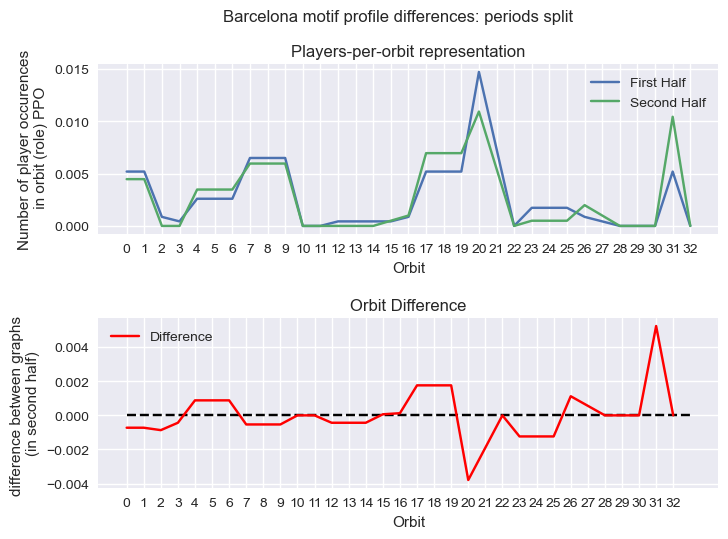 Barcelona motif profile differences: periods split
Players-per-orbit representation
Number of player occurences
in orbit (role) PPO
0.015
0.010
0.005
0.000
First Half
Second Half
0 1 2 3 4 5 6 7 8 9 10 11 12 13 14 15 16 17 18 19 20 21 22 23 24 25 26 27 28 29 30 31 32
Orbit
Orbit Difference
difference between graphs
(in second half)
0.004
0.002
0.000
−0.002
−0.004
Difference
0 1 2 3 4 5 6 7 8 9 10 11 12 13 14 15 16 17 18 19 20 21 22 23 24 25 26 27 28 29 30 31 32
Orbit